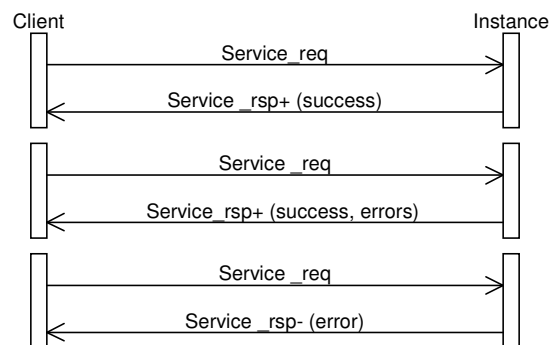 Client
Instance
Service_req
Service _rsp+ (success)
Service _req
Service_rsp+ (success, errors)
Service _req
Service _rsp- (error)